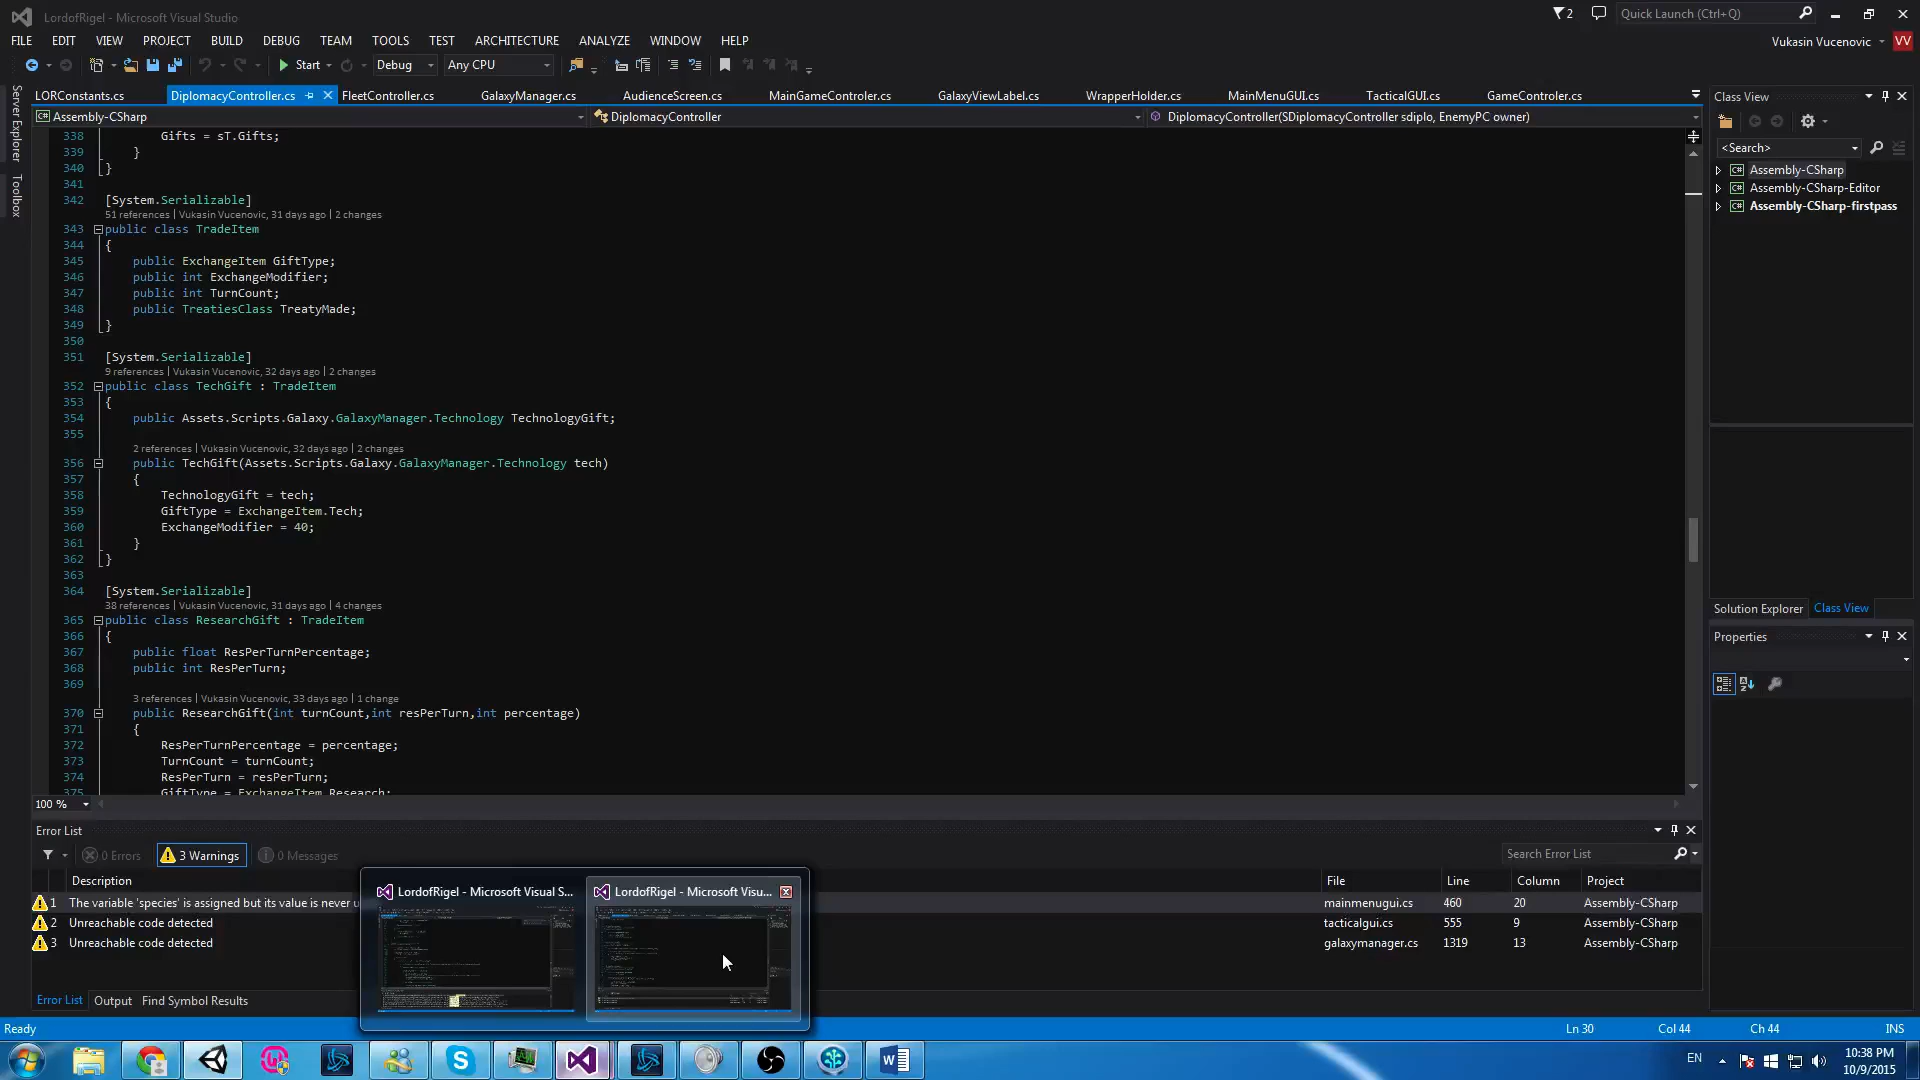 LordofRigel - Microsoft Visual Studio
2
Quick Launch (Ctrl+Q)
FILE EDIT VIEW PROJECT BUILD DEBUG TEAM TOOLS TEST ARCHITECTURE ANALYZE WINDOW HELP
Vukasin Vucenovic VV
Start Debug Any CPU
Server Explorer
Toolbox
LORConstants.cs DiplomacyController.cs FleetController.cs GalaxyManager.cs AudienceScreen.cs MainGameControler.cs GalaxyViewLabel.cs WrapperHolder.cs MainMenuGUI.cs TacticalGUI.cs GameControler.cs
Assembly-CSharp DiplomacyController DiplomacyController(SDiplomacyController sdiplo, EnemyPC owner)
338 Gifts = sT.Gifts;
339 }
340 }
341
342 [System.Serializable]
51 references | Vukasin Vucenovic, 31 days ago | 2 changes
343 public class TradeItem
344 {
345 public ExchangeItem GiftType;
346 public int ExchangeModifier;
347 public int TurnCount;
348 public TreatiesClass TreatyMade;
349 }
350
351 [System.Serializable]
9 references | Vukasin Vucenovic, 32 days ago | 2 changes
352 public class TechGift : TradeItem
353 {
354 public Assets.Scripts.Galaxy.GalaxyManager.Technology TechnologyGift;
355
2 references | Vukasin Vucenovic, 32 days ago | 2 changes
356 public TechGift(Assets.Scripts.Galaxy.GalaxyManager.Technology tech)
357 {
358 TechnologyGift = tech;
359 GiftType = ExchangeItem.Tech;
360 ExchangeModifier = 40;
361 }
362 }
363
364 [System.Serializable]
38 references | Vukasin Vucenovic, 31 days ago | 4 changes
365 public class ResearchGift : TradeItem
366 {
367 public float ResPerTurnPercentage;
368 public int ResPerTurn;
369
3 references | Vukasin Vucenovic, 33 days ago | 1 change
370 public ResearchGift(int turnCount,int resPerTurn,int percentage)
371 {
372 ResPerTurnPercentage = percentage;
373 TurnCount = turnCount;
374 ResPerTurn = resPerTurn;
375 GiftType = ExchangeItem.Research;
100 %
Class View
<Search>
Assembly-CSharp
Assembly-CSharp-Editor
Assembly-CSharp-firstpass
Solution Explorer Class View
Properties
Error List
0 Errors 3 Warnings 0 Messages
Search Error List
Description File Line Column Project
1 The variable 'species' is assigned but its value is never u mainmenugui.cs 460 20 Assembly-CSharp
2 Unreachable code detected tacticalgui.cs 555 9 Assembly-CSharp
3 Unreachable code detected galaxymanager.cs 1319 13 Assembly-CSharp
LordofRigel - Microsoft Visual S...
LordofRigel - Microsoft Visu...
Error List Output Find Symbol Results
Ready Ln 30 Col 44 Ch 44 INS
EN
10:38 PM
10/9/2015